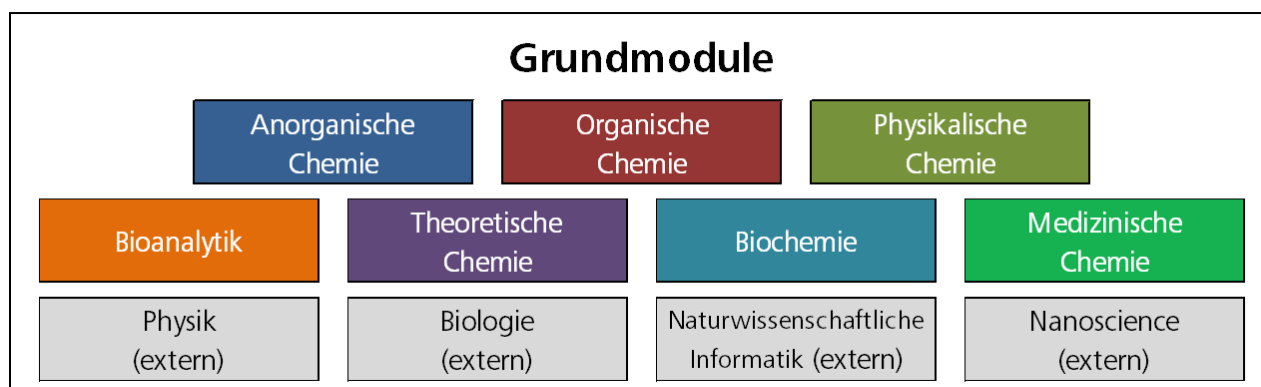 Grundmodule
Anorganische
Chemie
Organische
Chemie
Physikalische
Chemie
Bioanalytik
Theoretische
Chemie
Biochemie
Medizinische
Chemie
Physik
(extern)
Biologie
(extern)
Naturwissenschaftliche
Informatik (extern)
Nanoscience
(extern)